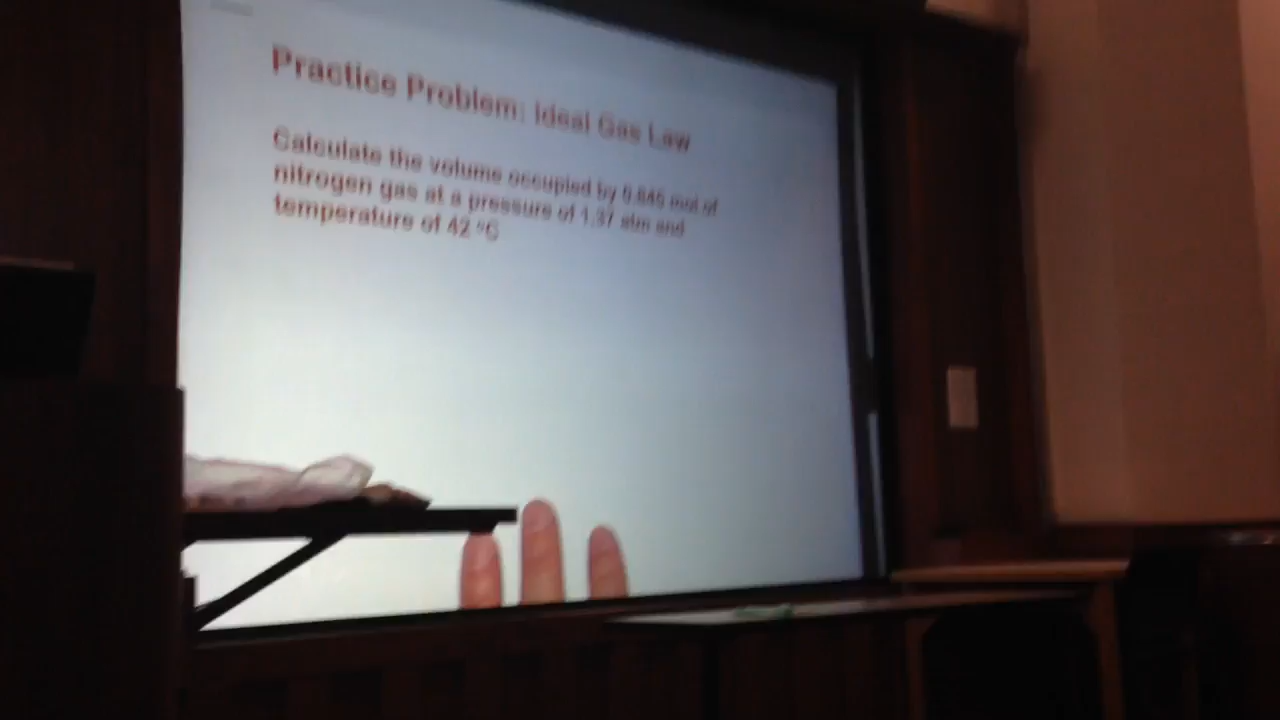 Practice Problem: Ideal Gas Law
Calculate the volume occupied by 0.845 mol of
nitrogen gas at a pressure of 1.37 atm and
temperature of 42 °C